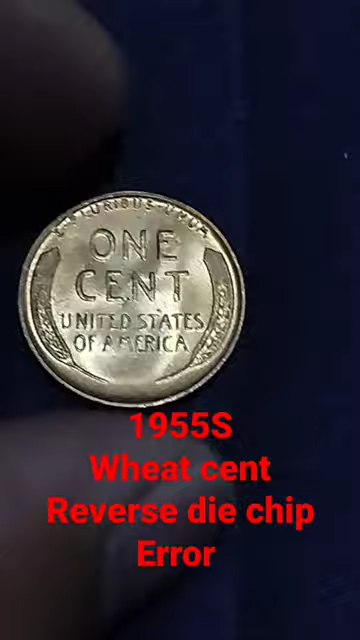 E·PLURIBUS·UNUM
ONE
CENT
UNITED STATES
OF AMERICA
1955S
Wheat cent
Reverse die chip
Error